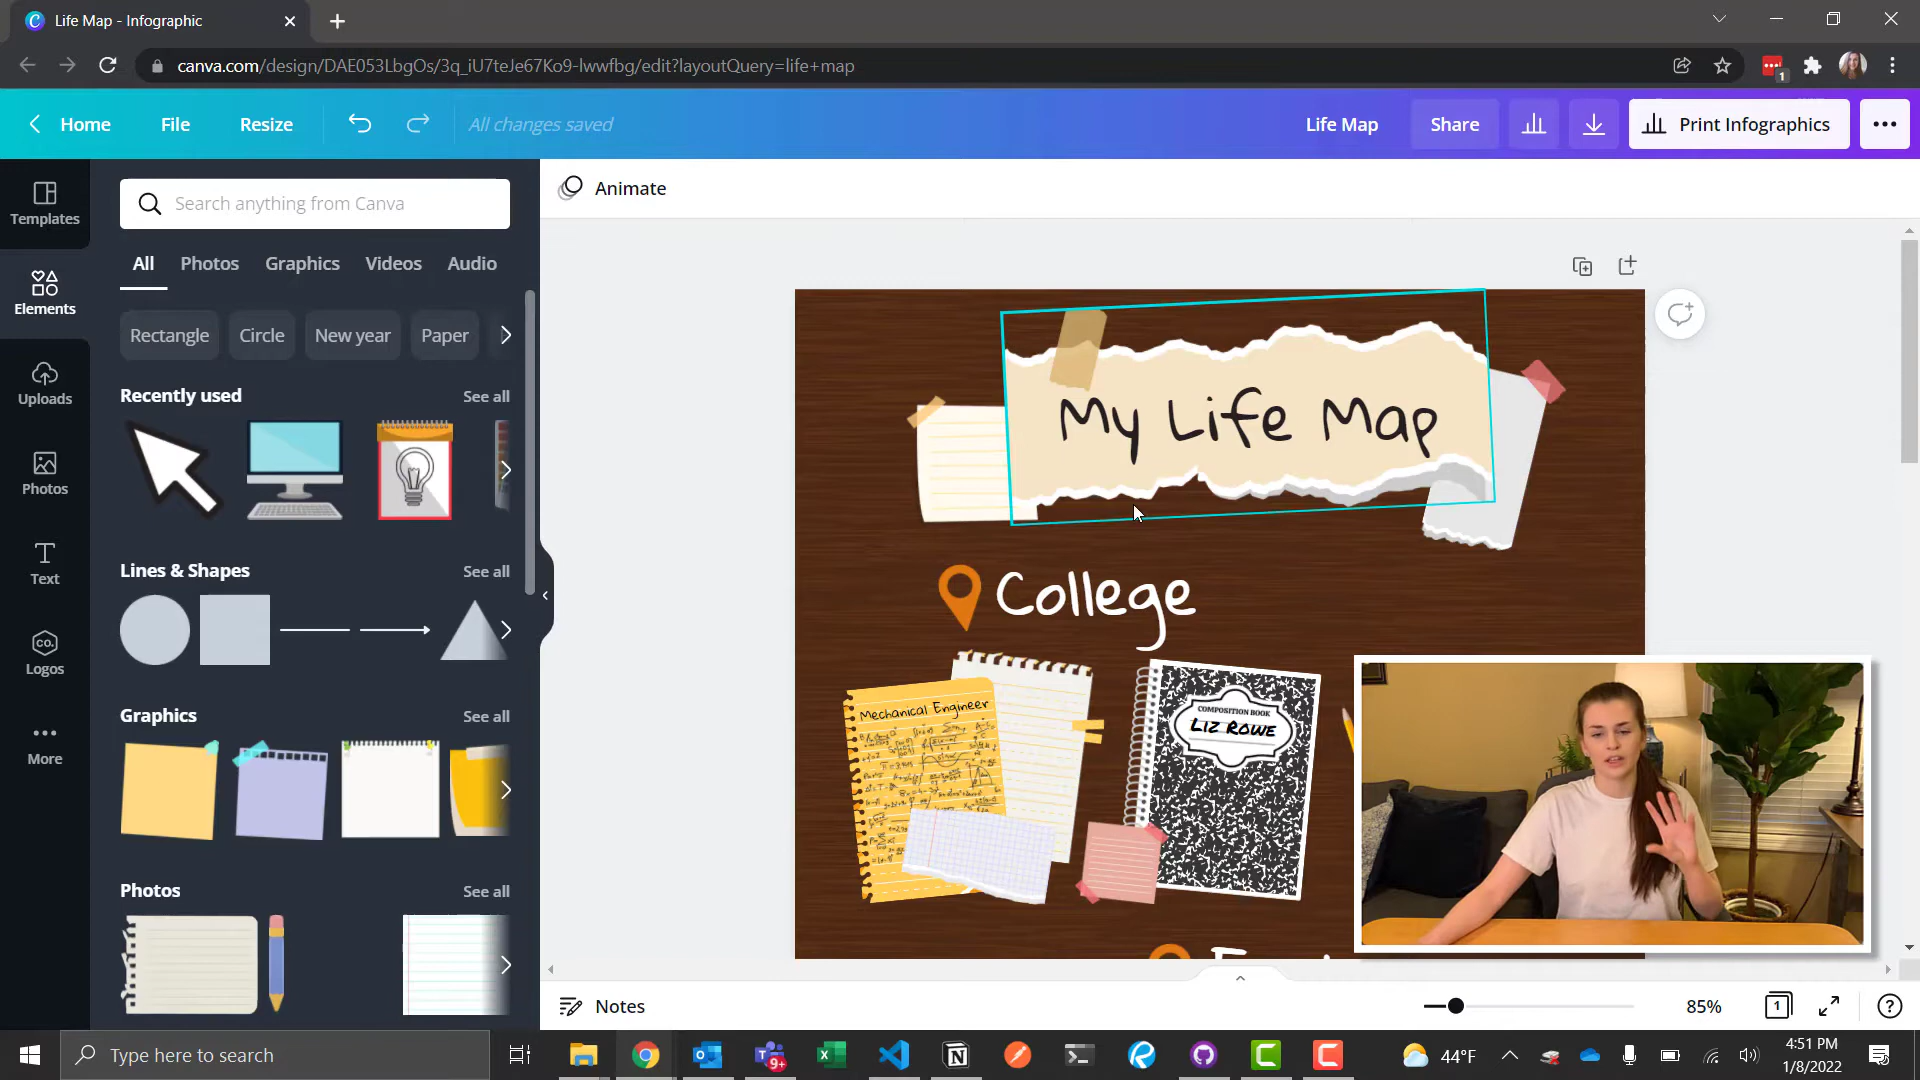 Life Map - Infographic
canva.com/design/DAE053LbgOs/3q_iU7teJe67Ko9-lwwfbg/edit?layoutQuery=life+map
1
Home
File
Resize
All changes saved
Life Map
Share
Print Infographics
Templates
Elements
Uploads
Photos
Text
co.
Logos
More
Search anything from Canva
All
Photos
Graphics
Videos
Audio
Rectangle
Circle
New year
Paper
Recently used
See all
Lines & Shapes
See all
Graphics
See all
Photos
See all
Animate
My Life Map
College
Mechanical Engineer
COMPOSITION BOOK
Liz Rowe
Notes
85%
1
Type here to search
9+
44°F
4:51 PM
1/8/2022